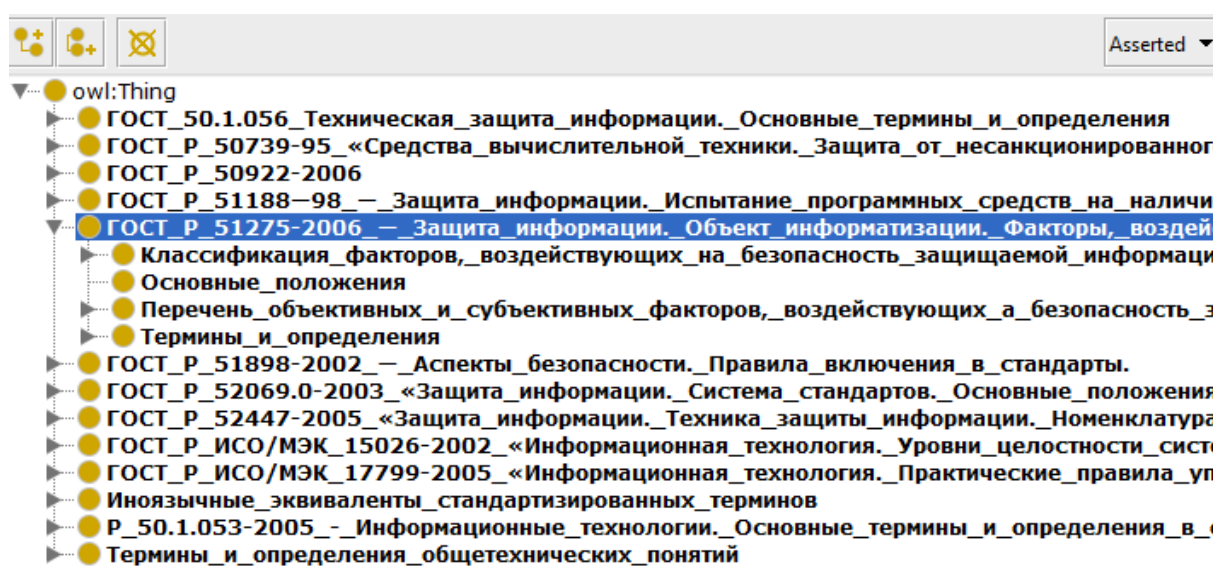 Asserted
owl:Thing
ГОСТ_50.1.056_Техническая_защита_информации._Основные_термины_и_определения
ГОСТ_Р_50739-95_«Средства_вычислительной_техники._Защита_от_несанкционированног
ГОСТ_Р_50922-2006
ГОСТ_Р_51188—98_—_Защита_информации._Испытание_программных_средств_на_наличи
ГОСТ_Р_51275-2006_—_Защита_информации._Объект_информатизации._Факторы,_воздей
Классификация_факторов,_воздействующих_на_безопасность_защищаемой_информаци
Основные_положения
Перечень_объективных_и_субъективных_факторов,_воздействующих_а_безопасность_з
Термины_и_определения
ГОСТ_Р_51898-2002_—_Аспекты_безопасности._Правила_включения_в_стандарты.
ГОСТ_Р_52069.0-2003_«Защита_информации._Система_стандартов._Основные_положения
ГОСТ_Р_52447-2005_«Защита_информации._Техника_защиты_информации._Номенклатура
ГОСТ_Р_ИСО/МЭК_15026-2002_«Информационная_технология._Уровни_целостности_сист
ГОСТ_Р_ИСО/МЭК_17799-2005_«Информационная_технология._Практические_правила_уп
Иноязычные_эквиваленты_стандартизированных_терминов
Р_50.1.053-2005_-_Информационные_технологии._Основные_термины_и_определения_в_
Термины_и_определения_общетехнических_понятий